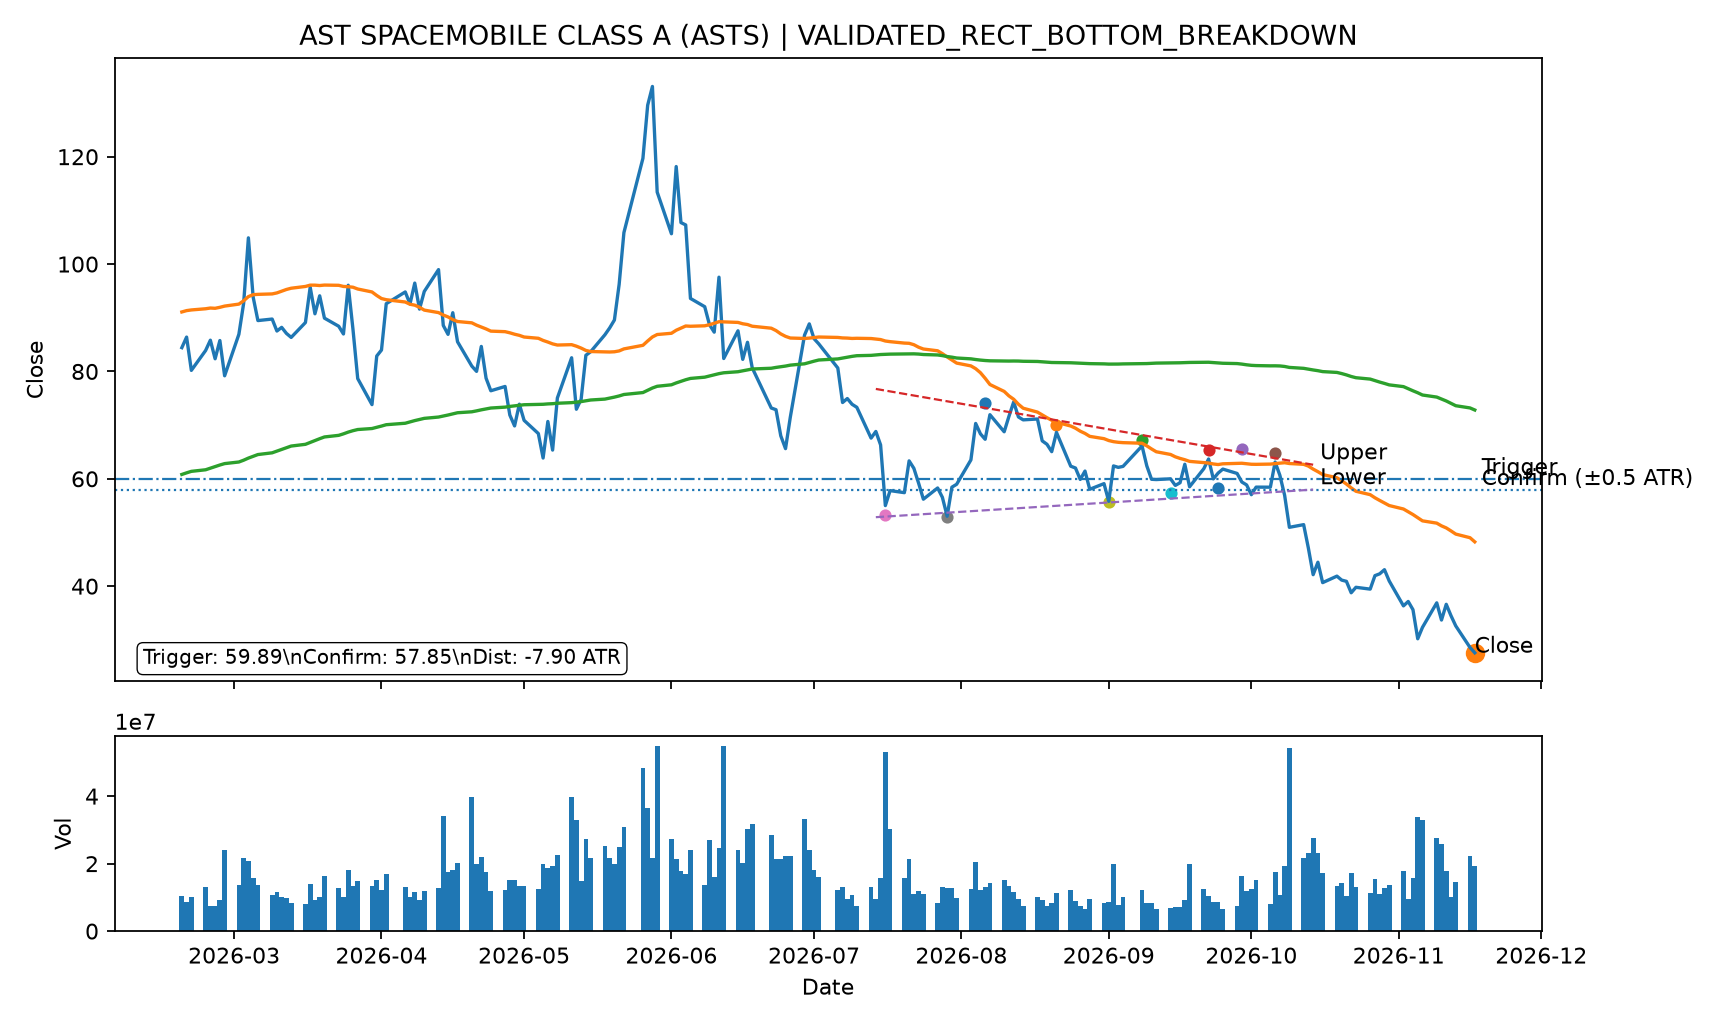 AST SPACEMOBILE CLASS A (ASTS) | VALIDATED_RECT_BOTTOM_BREAKDOWN
Close
120
100
80
60
40
Upper
Lower
Trigger
Confirm (±0.5 ATR)
Close
Trigger: 59.89\nConfirm: 57.85\nDist: -7.90 ATR
1e7
Vol
4
2
0
2026-03 2026-04 2026-05 2026-06 2026-07 2026-08 2026-09 2026-10 2026-11 2026-12
Date